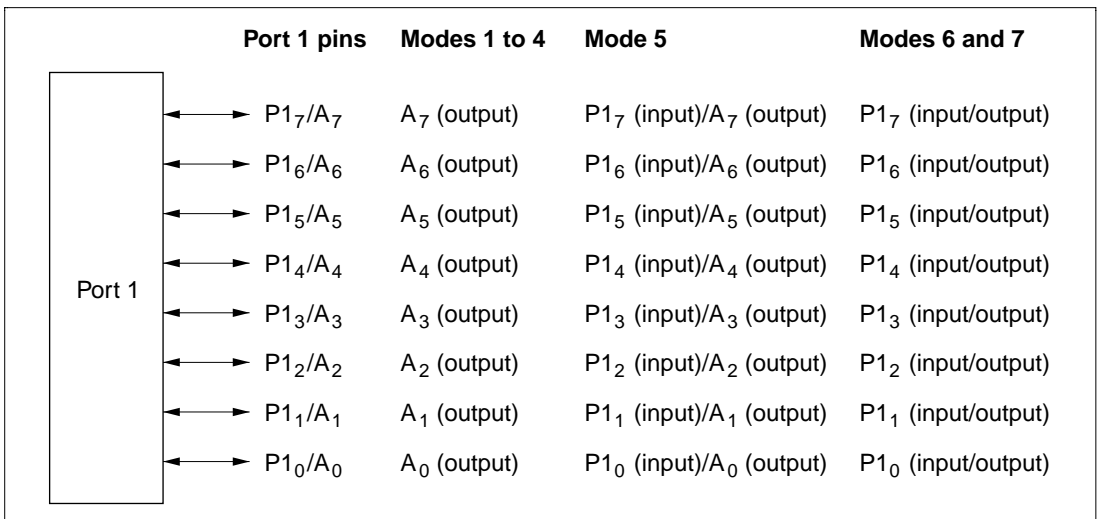 Port 1 pins Modes 1 to 4 Mode 5 Modes 6 and 7
P1₇/A₇ A₇ (output) P1₇ (input)/A₇ (output) P1₇ (input/output)
P1₆/A₆ A₆ (output) P1₆ (input)/A₆ (output) P1₆ (input/output)
P1₅/A₅ A₅ (output) P1₅ (input)/A₅ (output) P1₅ (input/output)
P1₄/A₄ A₄ (output) P1₄ (input)/A₄ (output) P1₄ (input/output)
Port 1
P1₃/A₃ A₃ (output) P1₃ (input)/A₃ (output) P1₃ (input/output)
P1₂/A₂ A₂ (output) P1₂ (input)/A₂ (output) P1₂ (input/output)
P1₁/A₁ A₁ (output) P1₁ (input)/A₁ (output) P1₁ (input/output)
P1₀/A₀ A₀ (output) P1₀ (input)/A₀ (output) P1₀ (input/output)